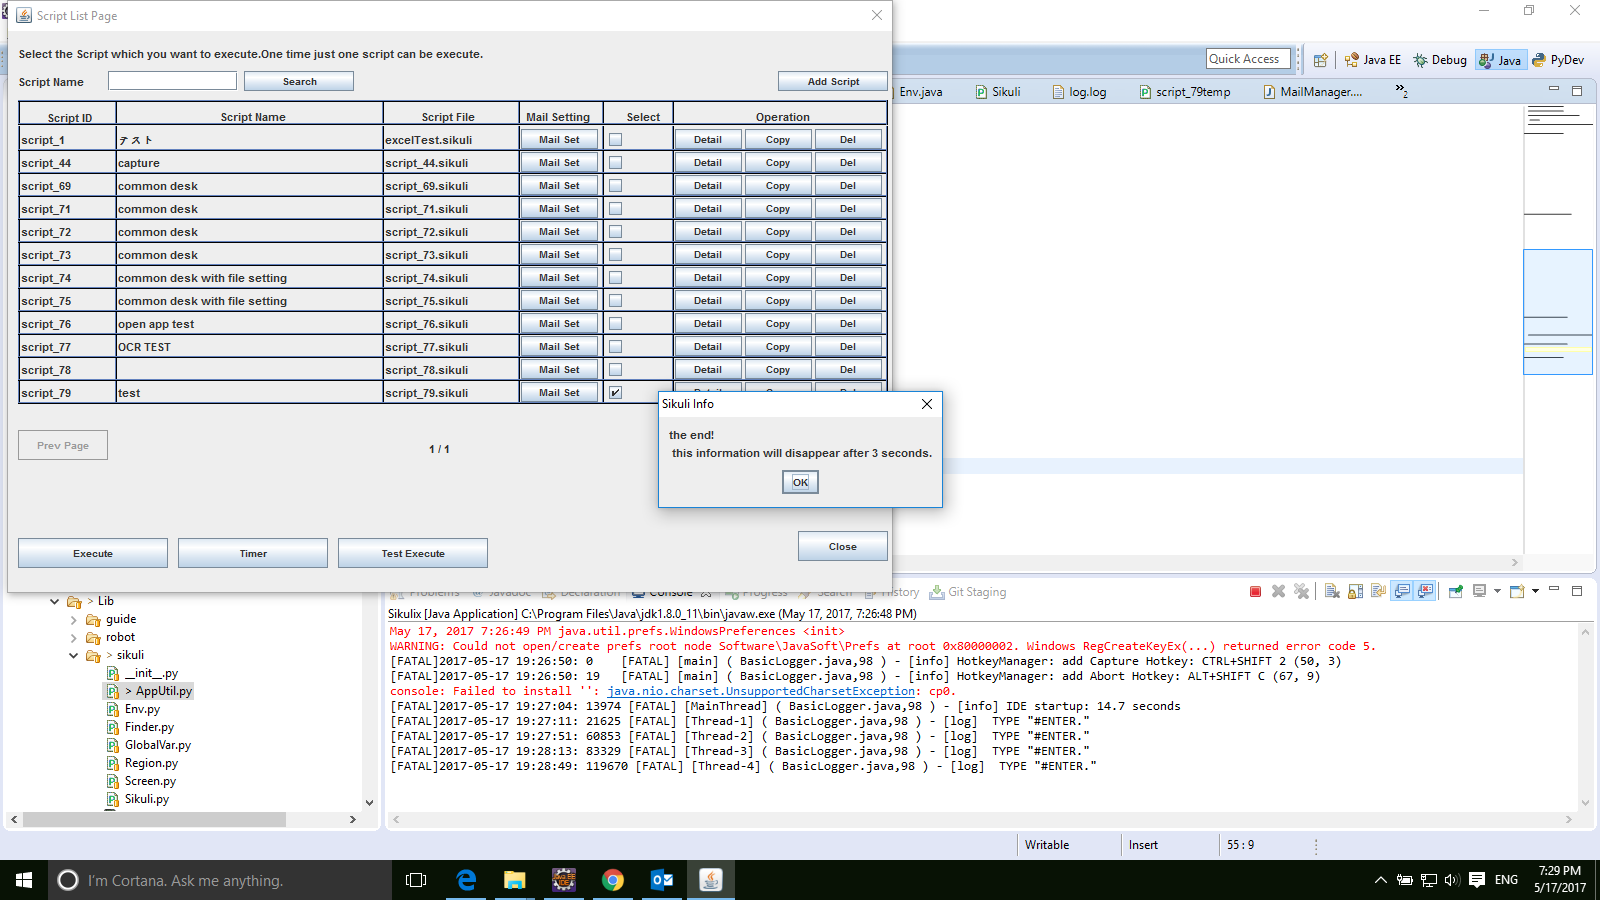 Script List Page
Select the Script which you want to execute.One time just one script can be execute.
Script Name
Search
Add Script
Script ID Script Name Script File Mail Setting Select Operation
script_1 テスト excelTest.sikuli Mail Set Detail Copy Del
script_44 capture script_44.sikuli Mail Set Detail Copy Del
script_69 common desk script_69.sikuli Mail Set Detail Copy Del
script_71 common desk script_71.sikuli Mail Set Detail Copy Del
script_72 common desk script_72.sikuli Mail Set Detail Copy Del
script_73 common desk script_73.sikuli Mail Set Detail Copy Del
script_74 common desk with file setting script_74.sikuli Mail Set Detail Copy Del
script_75 common desk with file setting script_75.sikuli Mail Set Detail Copy Del
script_76 open app test script_76.sikuli Mail Set Detail Copy Del
script_77 OCR TEST script_77.sikuli Mail Set Detail Copy Del
script_78 script_78.sikuli Mail Set Detail Copy Del
script_79 test script_79.sikuli Mail Set
Prev Page
1 / 1
Execute
Timer
Test Execute
Close
Sikuli Info
the end!
this information will disappear after 3 seconds.
OK
Quick Access
Java EE
Debug
Java
PyDev
Env.java
Sikuli
log.log
script_79temp
MailManager....
»2
> Lib
guide
robot
> sikuli
__init__.py
> AppUtil.py
Env.py
Finder.py
GlobalVar.py
Region.py
Screen.py
Sikuli.py
Problems
Javadoc
Declaration
Console
Progress
Search
History
Git Staging
Sikulix [Java Application] C:\Program Files\Java\jdk1.8.0_11\bin\javaw.exe (May 17, 2017, 7:26:48 PM)
May 17, 2017 7:26:49 PM java.util.prefs.WindowsPreferences <init>
WARNING: Could not open/create prefs root node Software\JavaSoft\Prefs at root 0x80000002. Windows RegCreateKeyEx(...) returned error code 5.
[FATAL]2017-05-17 19:26:50: 0 [FATAL] [main] ( BasicLogger.java,98 ) - [info] HotkeyManager: add Capture Hotkey: CTRL+SHIFT 2 (50, 3)
[FATAL]2017-05-17 19:26:50: 19 [FATAL] [main] ( BasicLogger.java,98 ) - [info] HotkeyManager: add Abort Hotkey: ALT+SHIFT C (67, 9)
console: Failed to install '': java.nio.charset.UnsupportedCharsetException: cp0.
[FATAL]2017-05-17 19:27:04: 13974 [FATAL] [MainThread] ( BasicLogger.java,98 ) - [info] IDE startup: 14.7 seconds
[FATAL]2017-05-17 19:27:11: 21625 [FATAL] [Thread-1] ( BasicLogger.java,98 ) - [log] TYPE "#ENTER."
[FATAL]2017-05-17 19:27:51: 60853 [FATAL] [Thread-2] ( BasicLogger.java,98 ) - [log] TYPE "#ENTER."
[FATAL]2017-05-17 19:28:13: 83329 [FATAL] [Thread-3] ( BasicLogger.java,98 ) - [log] TYPE "#ENTER."
[FATAL]2017-05-17 19:28:49: 119670 [FATAL] [Thread-4] ( BasicLogger.java,98 ) - [log] TYPE "#ENTER."
Writable
Insert
55 : 9
I'm Cortana. Ask me anything.
ENG
7:29 PM
5/17/2017